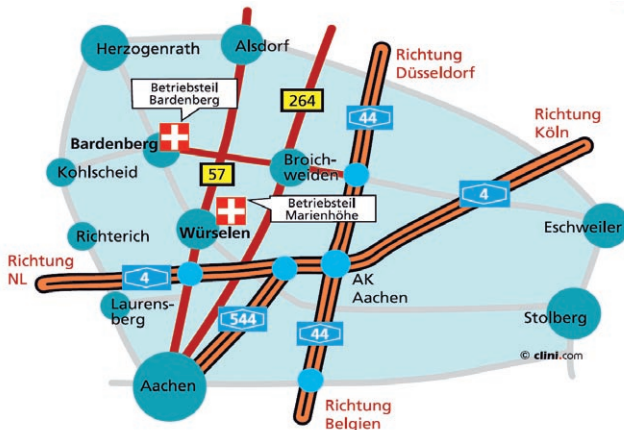 Herzogenrath
Alsdorf
Richtung
Düsseldorf
Betriebsteil
Bardenberg
264
44
Richtung
Köln
Bardenberg
Broich-
weiden
Kohlscheid
57
4
Betriebsteil
Marienhöhe
Richterich
Würselen
Eschweiler
Richtung
NL
4
AK
Aachen
Laurens-
berg
544
44
Stolberg
© clini.com
Aachen
Richtung
Belgien